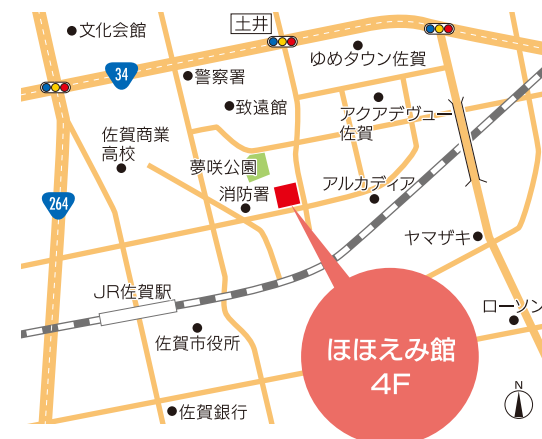 土井
文化会館
ゆめタウン佐賀
34
警察署
致遠館
アクアデヴュー
佐賀
佐賀商業
高校
夢咲公園
消防署
アルカディア
264
ヤマザキ
JR佐賀駅
ローソン
佐賀市役所
ほほえみ館
4F
佐賀銀行
N